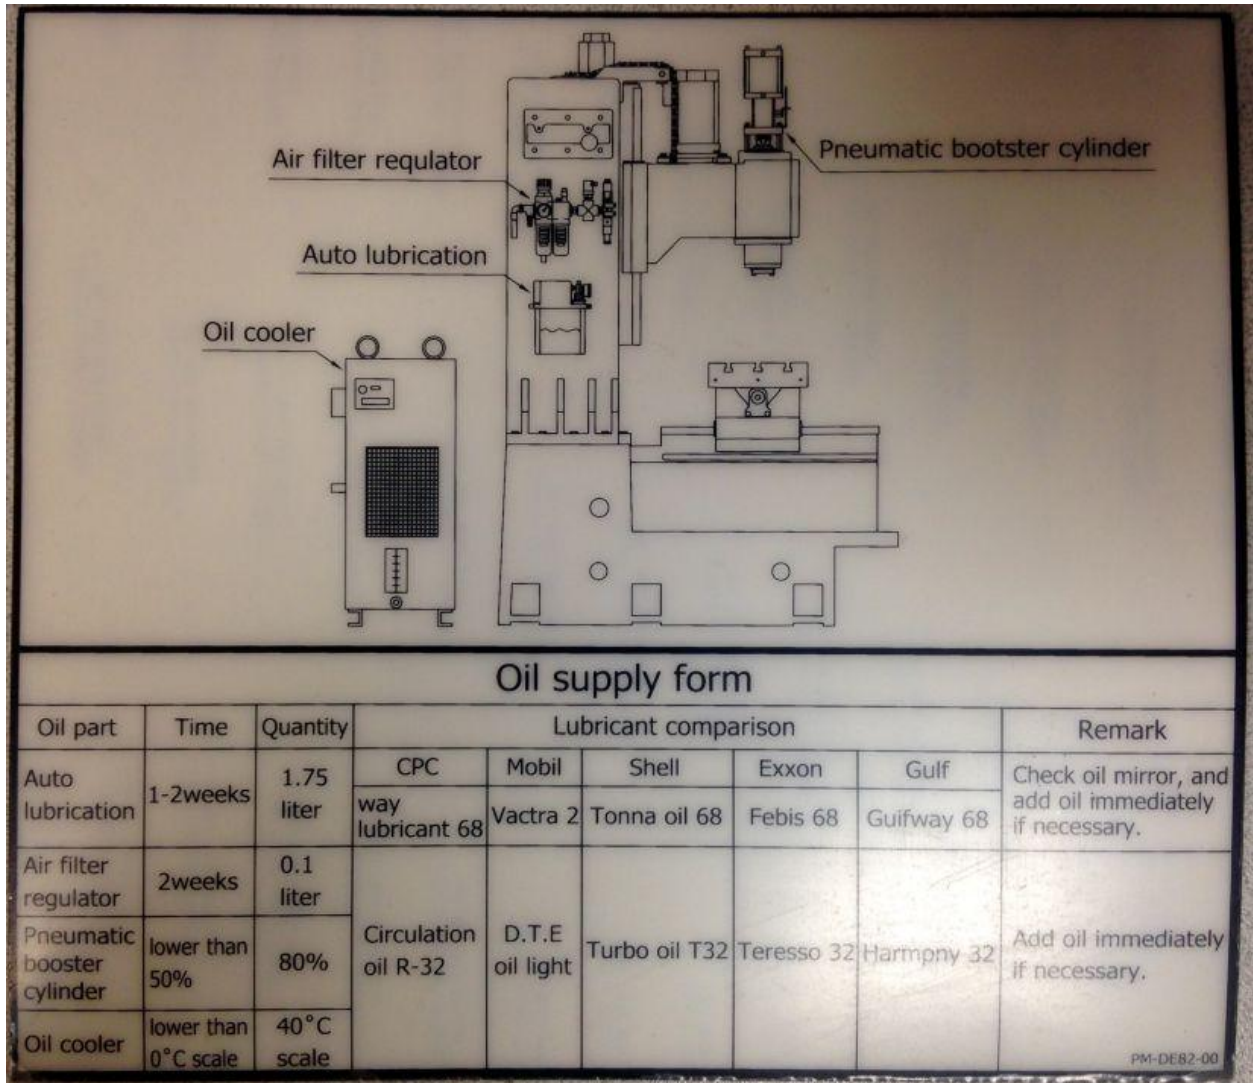 Air filter requlator
Pneumatic bootster cylinder
Auto lubrication
Oil cooler
Oil supply form
Oil part
Time
Quantity
Lubricant comparison
Remark
Auto
lubrication
1-2weeks
1.75
liter
CPC
Mobil
Shell
Exxon
Gulf
way
lubricant 68
Vactra 2
Tonna oil 68
Febis 68
Guifway 68
Check oil mirror, and
add oil immediately
if necessary.
Air filter
regulator
2weeks
0.1
liter
Pneumatic
booster
cylinder
lower than
50%
80%
Oil cooler
lower than
0°C scale
40°C
scale
Circulation
oil R-32
D.T.E
oil light
Turbo oil T32
Teresso 32
Harmpny 32
Add oil immediately
if necessary.
PM-DE82-00